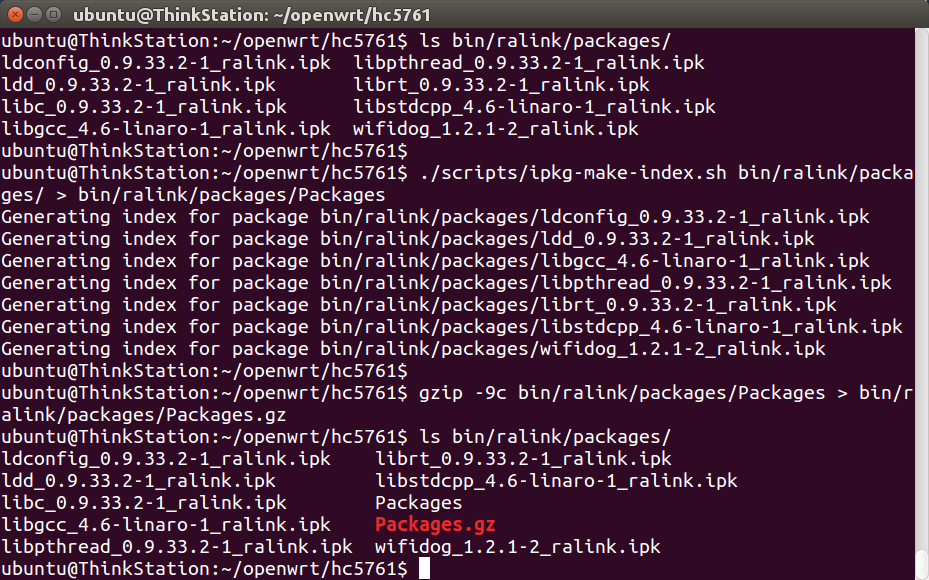 ubuntu@ThinkStation: ~/openwrt/hc5761
ubuntu@ThinkStation:~/openwrt/hc5761$ ls bin/ralink/packages/
ldconfig_0.9.33.2-1_ralink.ipk  libpthread_0.9.33.2-1_ralink.ipk
ldd_0.9.33.2-1_ralink.ipk       librt_0.9.33.2-1_ralink.ipk
libc_0.9.33.2-1_ralink.ipk      libstdcpp_4.6-linaro-1_ralink.ipk
libgcc_4.6-linaro-1_ralink.ipk  wifidog_1.2.1-2_ralink.ipk
ubuntu@ThinkStation:~/openwrt/hc5761$
ubuntu@ThinkStation:~/openwrt/hc5761$ ./scripts/ipkg-make-index.sh bin/ralink/packa
ges/ > bin/ralink/packages/Packages
Generating index for package bin/ralink/packages/ldconfig_0.9.33.2-1_ralink.ipk
Generating index for package bin/ralink/packages/ldd_0.9.33.2-1_ralink.ipk
Generating index for package bin/ralink/packages/libgcc_4.6-linaro-1_ralink.ipk
Generating index for package bin/ralink/packages/libpthread_0.9.33.2-1_ralink.ipk
Generating index for package bin/ralink/packages/librt_0.9.33.2-1_ralink.ipk
Generating index for package bin/ralink/packages/libstdcpp_4.6-linaro-1_ralink.ipk
Generating index for package bin/ralink/packages/wifidog_1.2.1-2_ralink.ipk
ubuntu@ThinkStation:~/openwrt/hc5761$
ubuntu@ThinkStation:~/openwrt/hc5761$ gzip -9c bin/ralink/packages/Packages > bin/r
alink/packages/Packages.gz
ubuntu@ThinkStation:~/openwrt/hc5761$ ls bin/ralink/packages/
ldconfig_0.9.33.2-1_ralink.ipk    librt_0.9.33.2-1_ralink.ipk
ldd_0.9.33.2-1_ralink.ipk         libstdcpp_4.6-linaro-1_ralink.ipk
libc_0.9.33.2-1_ralink.ipk        Packages
libgcc_4.6-linaro-1_ralink.ipk    Packages.gz
libpthread_0.9.33.2-1_ralink.ipk  wifidog_1.2.1-2_ralink.ipk
ubuntu@ThinkStation:~/openwrt/hc5761$